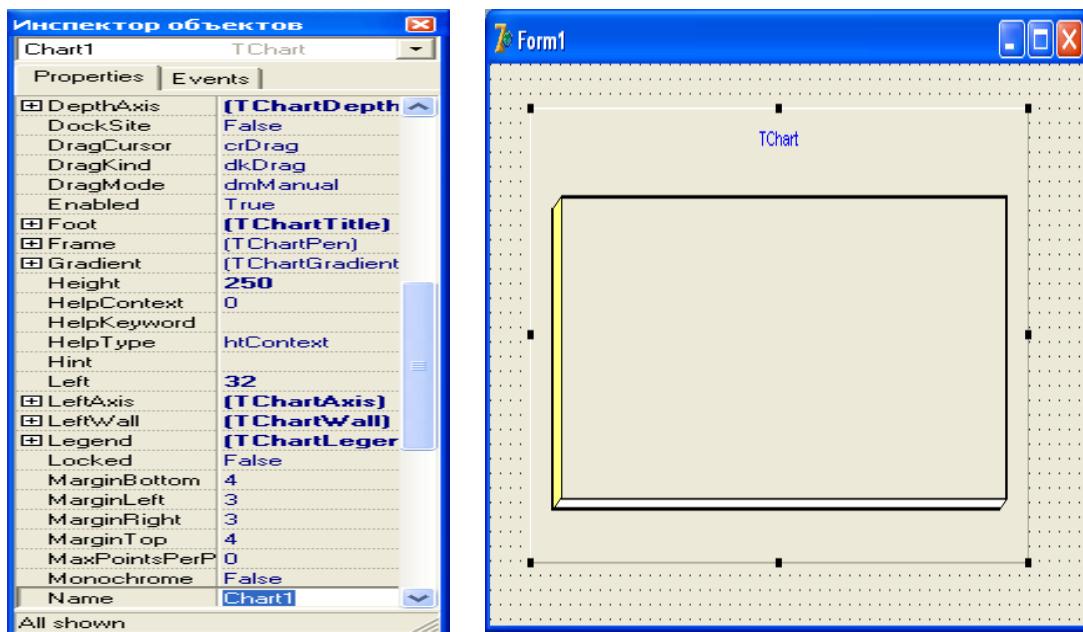 Инспектор объектов
Chart1 TChart
Properties Events
DepthAxis (TChartDepth
DockSite False
DragCursor crDrag
DragKind dkDrag
DragMode dmManual
Enabled True
Foot (TChartTitle)
Frame (TChartPen)
Gradient (TChartGradient
Height 250
HelpContext 0
HelpKeyword
HelpType htContext
Hint
Left 32
LeftAxis (TChartAxis)
LeftWall (TChartWall)
Legend (TChartLeger
Locked False
MarginBottom 4
MarginLeft 3
MarginRight 3
MarginTop 4
MaxPointsPerP 0
Monochrome False
Name Chart1
All shown
Form1
TChart